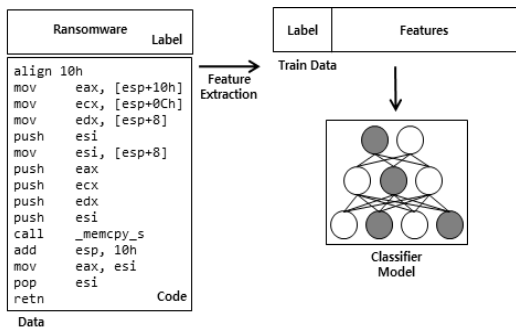 Ransomware
Label
align 10h
mov eax, [esp+10h]
mov ecx, [esp+0Ch]
mov edx, [esp+8]
push esi
mov esi, [esp+8]
push eax
push ecx
push edx
push esi
call _memcpy_s
add esp, 10h
mov eax, esi
pop esi
retn
Code
Data
Feature
Extraction
Label
Features
Train Data
Classifier
Model